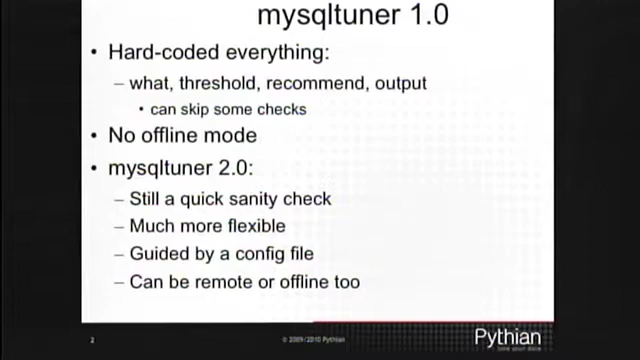 mysqltuner 1.0
• Hard-coded everything:
– what, threshold, recommend, output
• can skip some checks
• No offline mode
• mysqltuner 2.0:
– Still a quick sanity check
– Much more flexible
– Guided by a config file
– Can be remote or offline too
2
© 2009/2010 Pythian
Pythian
love your data